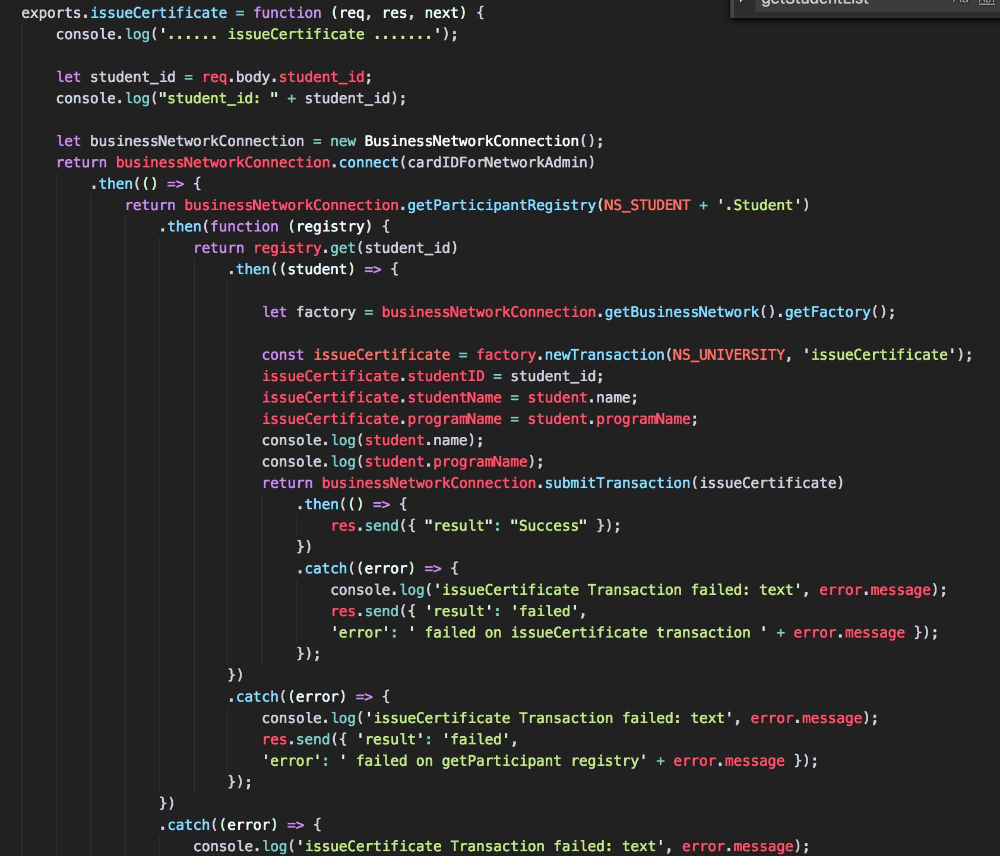 getStudentList
exports.issueCertificate = function (req, res, next) {
console.log('...... issueCertificate .......');
let student_id = req.body.student_id;
console.log("student_id: " + student_id);
let businessNetworkConnection = new BusinessNetworkConnection();
return businessNetworkConnection.connect(cardIDForNetworkAdmin)
.then(() => {
return businessNetworkConnection.getParticipantRegistry(NS_STUDENT + '.Student')
.then(function (registry) {
return registry.get(student_id)
.then((student) => {
let factory = businessNetworkConnection.getBusinessNetwork().getFactory();
const issueCertificate = factory.newTransaction(NS_UNIVERSITY, 'issueCertificate');
issueCertificate.studentID = student_id;
issueCertificate.studentName = student.name;
issueCertificate.programName = student.programName;
console.log(student.name);
console.log(student.programName);
return businessNetworkConnection.submitTransaction(issueCertificate)
.then(() => {
res.send({ "result": "Success" });
})
.catch((error) => {
console.log('issueCertificate Transaction failed: text', error.message);
res.send({ 'result': 'failed',
'error': ' failed on issueCertificate transaction ' + error.message });
});
})
.catch((error) => {
console.log('issueCertificate Transaction failed: text', error.message);
res.send({ 'result': 'failed',
'error': ' failed on getParticipant registry' + error.message });
});
})
.catch((error) => {
console.log('issueCertificate Transaction failed: text', error.message);